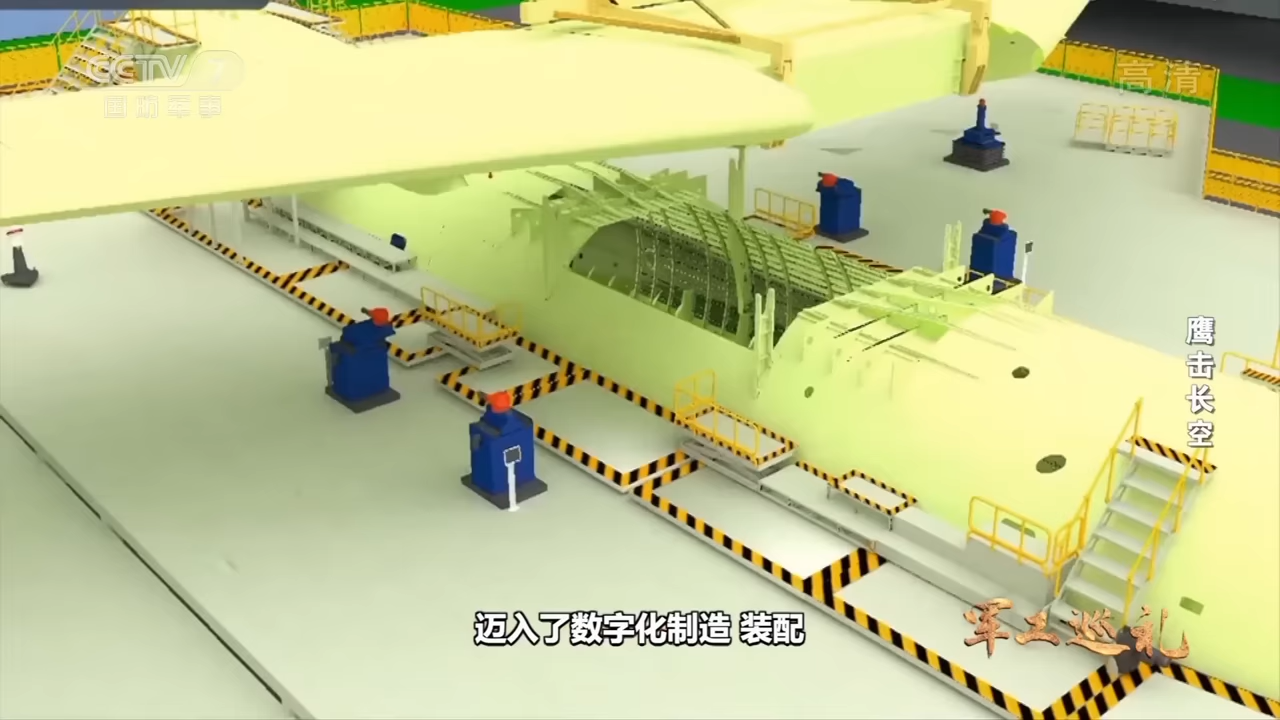 CCTV 7
国防军事
高清
鹰击长空
迈入了数字化制造 装配
军工巡礼